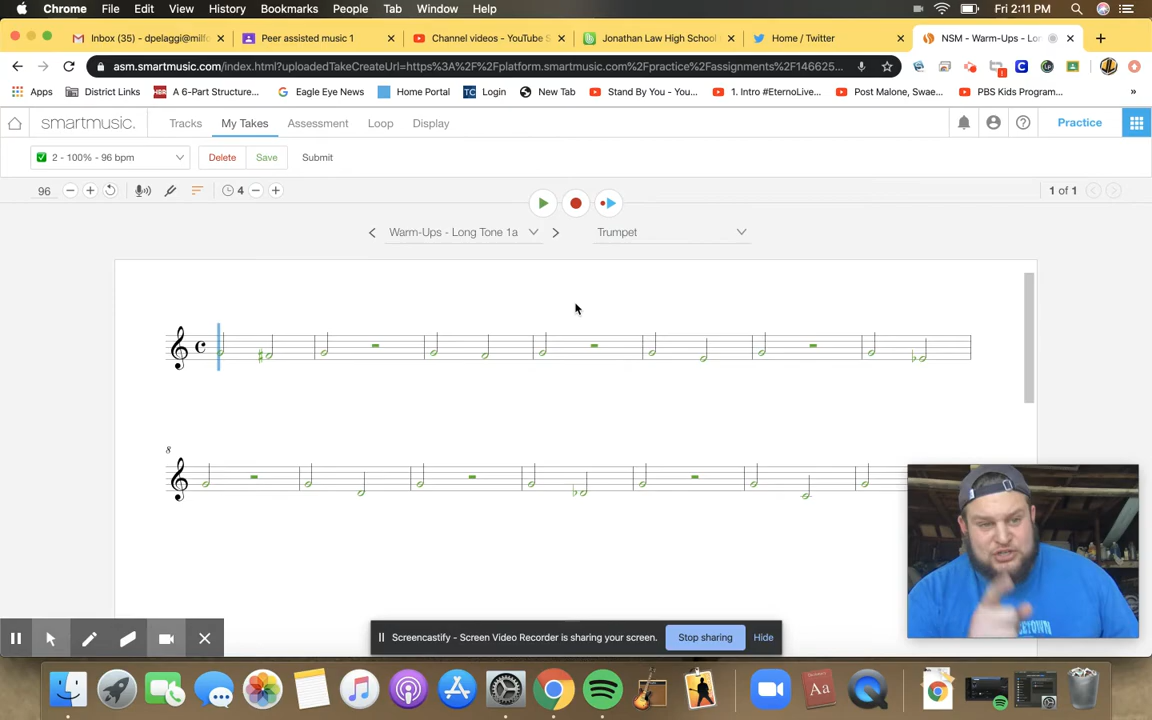 Chrome File Edit View History Bookmarks People Tab Window Help Fri 2:11 PM
Inbox (35) - dpelaggi@milf Peer assisted music 1 Channel videos - YouTube S Jonathan Law High School Home / Twitter NSM - Warm-Ups - Lon
asm.smartmusic.com/index.html?uploadedTakeCreateUrl=https%3A%2F%2Fplatform.smartmusic.com%2Fpractice%2Fassignments%2F146625...
Apps District Links A 6-Part Structure... Eagle Eye News Home Portal Login New Tab Stand By You - You... 1. Intro #EternoLive... Post Malone, Swae... PBS Kids Program... »
smartmusic. Tracks My Takes Assessment Loop Display Practice
2 - 100% - 96 bpm Delete Save Submit
96 4 1 of 1
Warm-Ups - Long Tone 1a Trumpet
8
Screencastify - Screen Video Recorder is sharing your screen. Stop sharing Hide